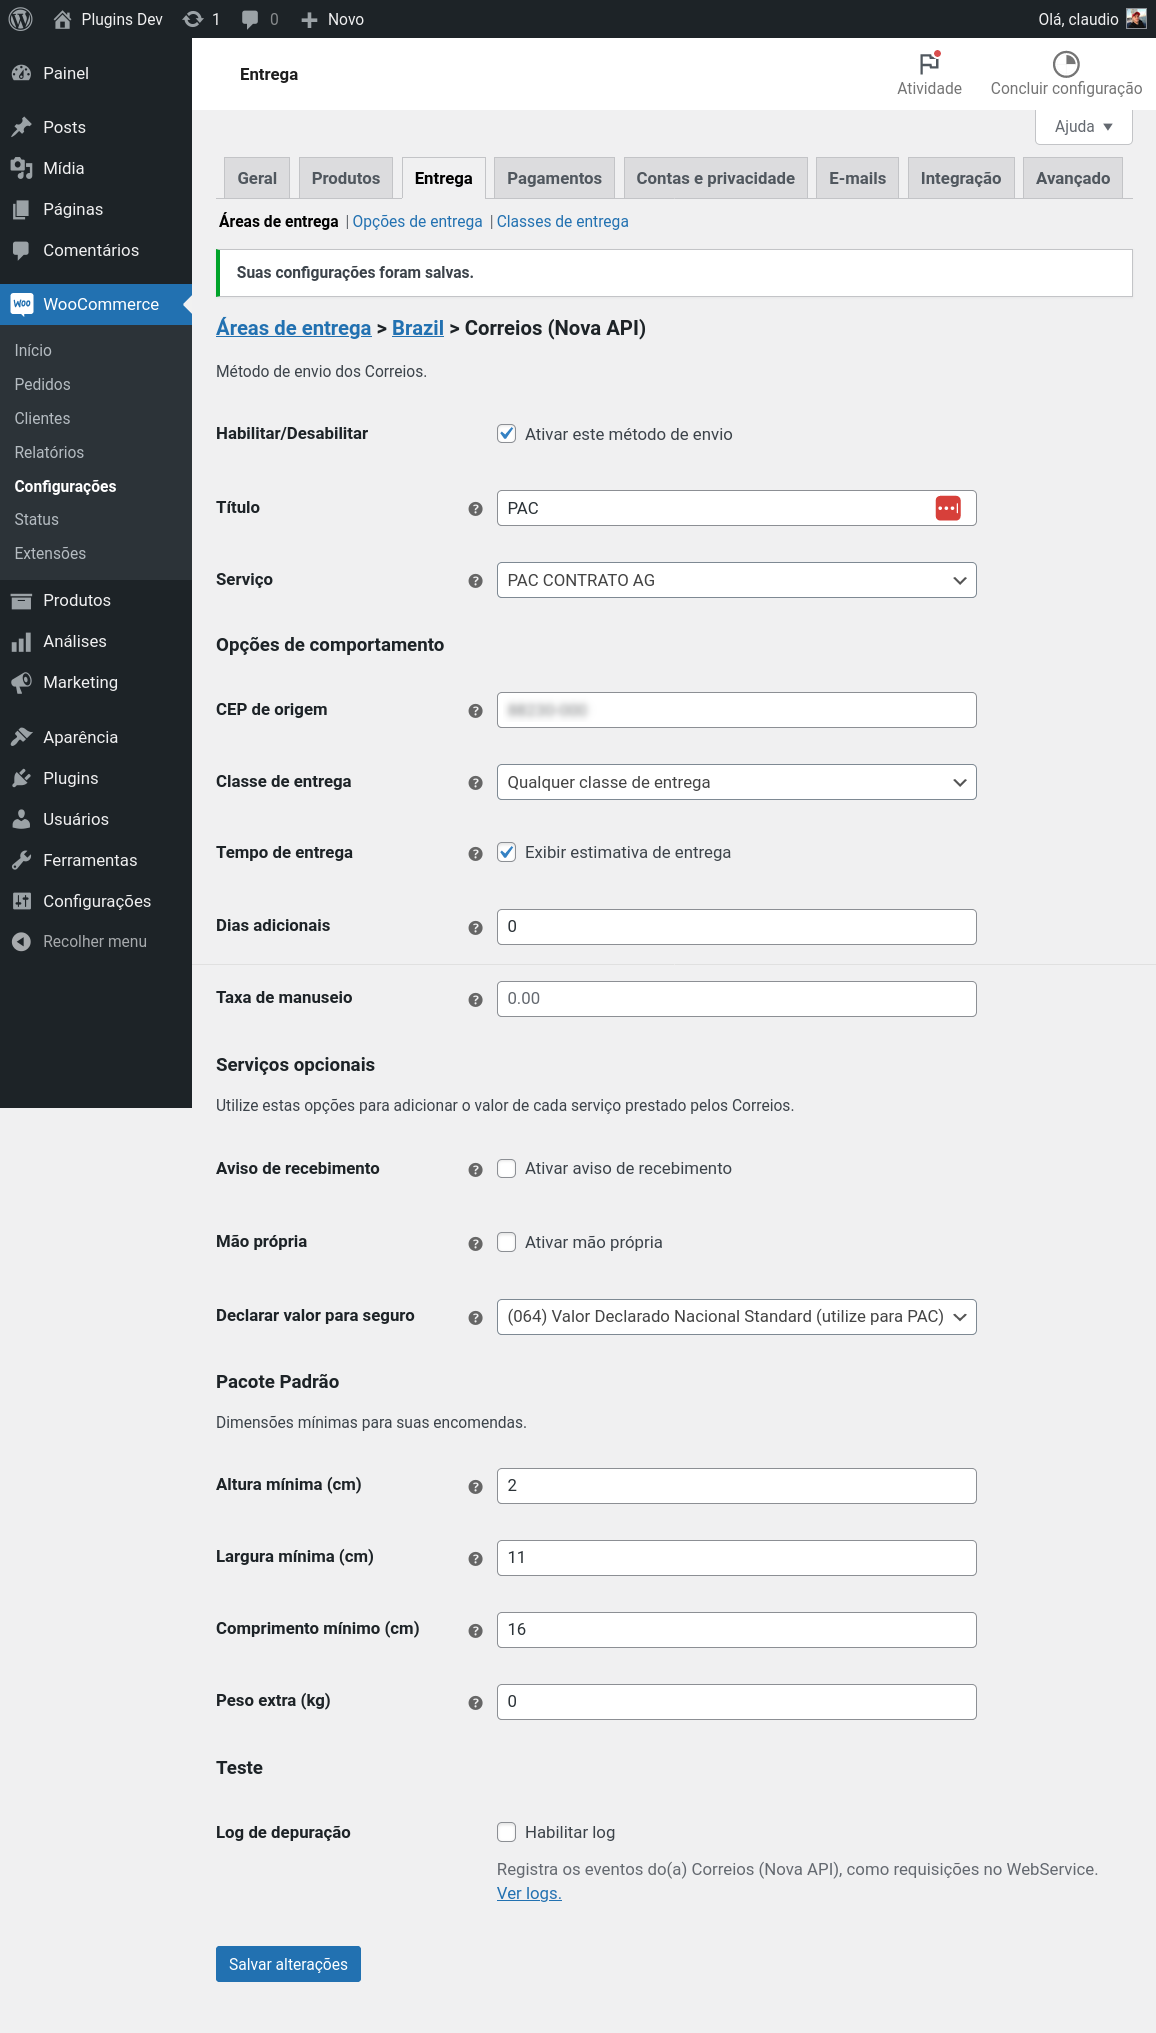 Plugins Dev 1 0 Novo Olá, claudio
Painel
Posts
Mídia
Páginas
Comentários
WooCommerce
Início
Pedidos
Clientes
Relatórios
Configurações
Status
Extensões
Produtos
Análises
Marketing
Aparência
Plugins
Usuários
Ferramentas
Configurações
Recolher menu
Entrega
Atividade
Concluir configuração
Ajuda
Geral Produtos Entrega Pagamentos Contas e privacidade E-mails Integração Avançado
Áreas de entrega | Opções de entrega | Classes de entrega
Suas configurações foram salvas.
Áreas de entrega > Brazil > Correios (Nova API)
Método de envio dos Correios.
Habilitar/Desabilitar Ativar este método de envio
Título ? PAC
Serviço ? PAC CONTRATO AG
Opções de comportamento
CEP de origem ?
Classe de entrega ? Qualquer classe de entrega
Tempo de entrega ? Exibir estimativa de entrega
Dias adicionais ? 0
Taxa de manuseio ? 0.00
Serviços opcionais
Utilize estas opções para adicionar o valor de cada serviço prestado pelos Correios.
Aviso de recebimento ? Ativar aviso de recebimento
Mão própria ? Ativar mão própria
Declarar valor para seguro ? (064) Valor Declarado Nacional Standard (utilize para PAC)
Pacote Padrão
Dimensões mínimas para suas encomendas.
Altura mínima (cm) ? 2
Largura mínima (cm) ? 11
Comprimento mínimo (cm) ? 16
Peso extra (kg) ? 0
Teste
Log de depuração Habilitar log
Registra os eventos do(a) Correios (Nova API), como requisições no WebService.
Ver logs.
Salvar alterações